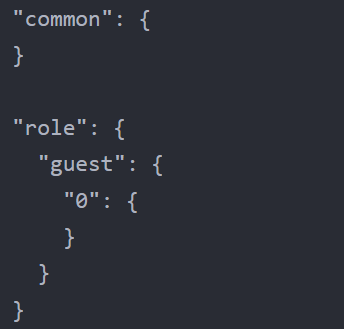 "common": {
}

"role": {
  "guest": {
    "0": {
    }
  }
}